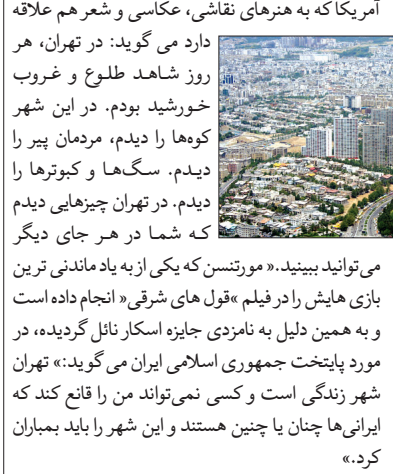 آمریکا که به هنرهای نقاشی، عکاسی و شعر هم علاقه
دارد می گوید: در تهران، هر
روز شاهد طلوع و غروب
خورشید بودم. در این شهر
کوه‌ها را دیدم، مردمان پیر را
دیدم. سگ‌ها و کبوترها را
دیدم. در تهران چیزهایی دیدم
که شما در هر جای دیگر
می‌توانید ببینید.« مورتنسن که یکی از به یاد ماندنی ترین
بازی هایش را در فیلم »قول های شرقی« انجام داده است
و به همین دلیل به نامزدی جایزه اسکار نائل گردیده، در
مورد پایتخت جمهوری اسلامی ایران می گوید:» تهران
شهر زندگی است و کسی نمی‌تواند من را قانع کند که
ایرانی‌ها چنان یا چنین هستند و این شهر را باید بمباران
کرد.»